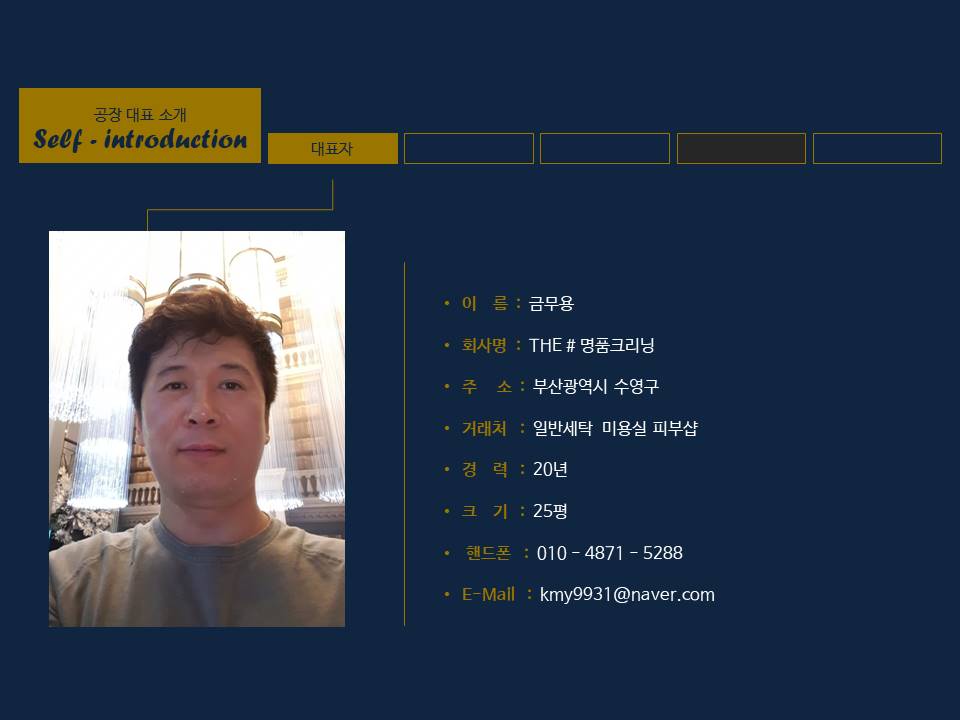 공장 대표 소개
Self - introduction
대표자
• 이 름 : 금무용
• 회사명 : THE # 명품크리닝
• 주 소 : 부산광역시 수영구
• 거래처 : 일반세탁 미용실 피부샵
• 경 력 : 20년
• 크 기 : 25평
• 핸드폰 : 010 - 4871 - 5288
• E-Mail : kmy9931@naver.com